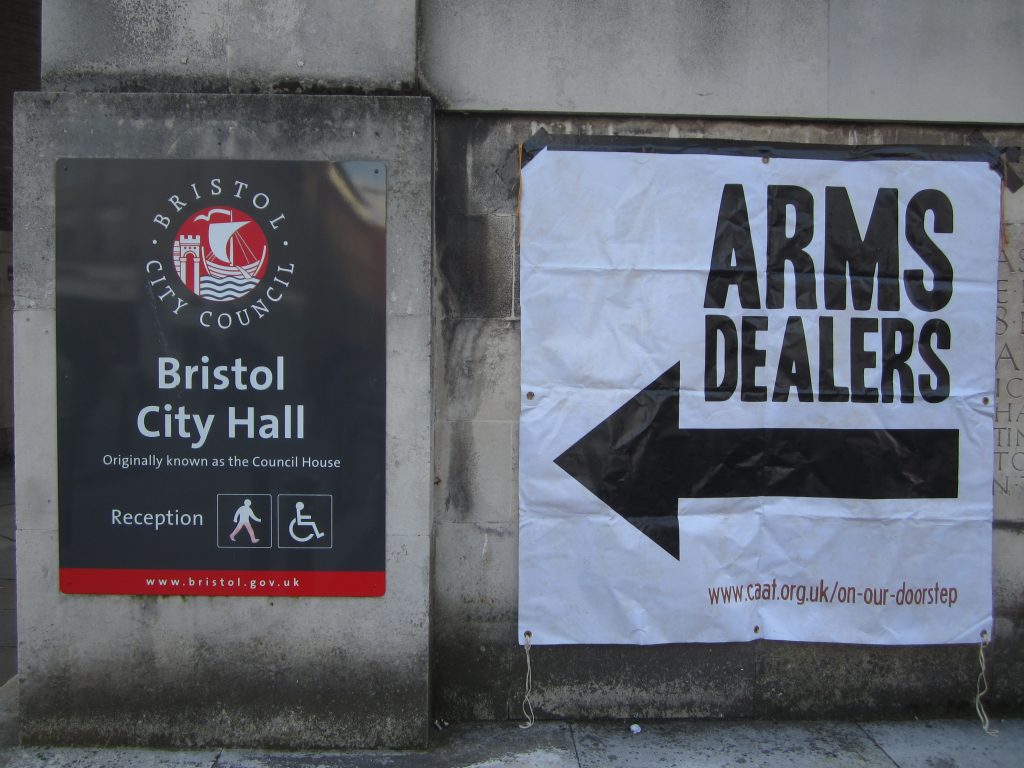 BRISTOL
CITY COUNCIL
Bristol
City Hall
Originally known as the Council House
Reception
www.bristol.gov.uk
ARMS
DEALERS
www.caat.org.uk/on-our-doorstep